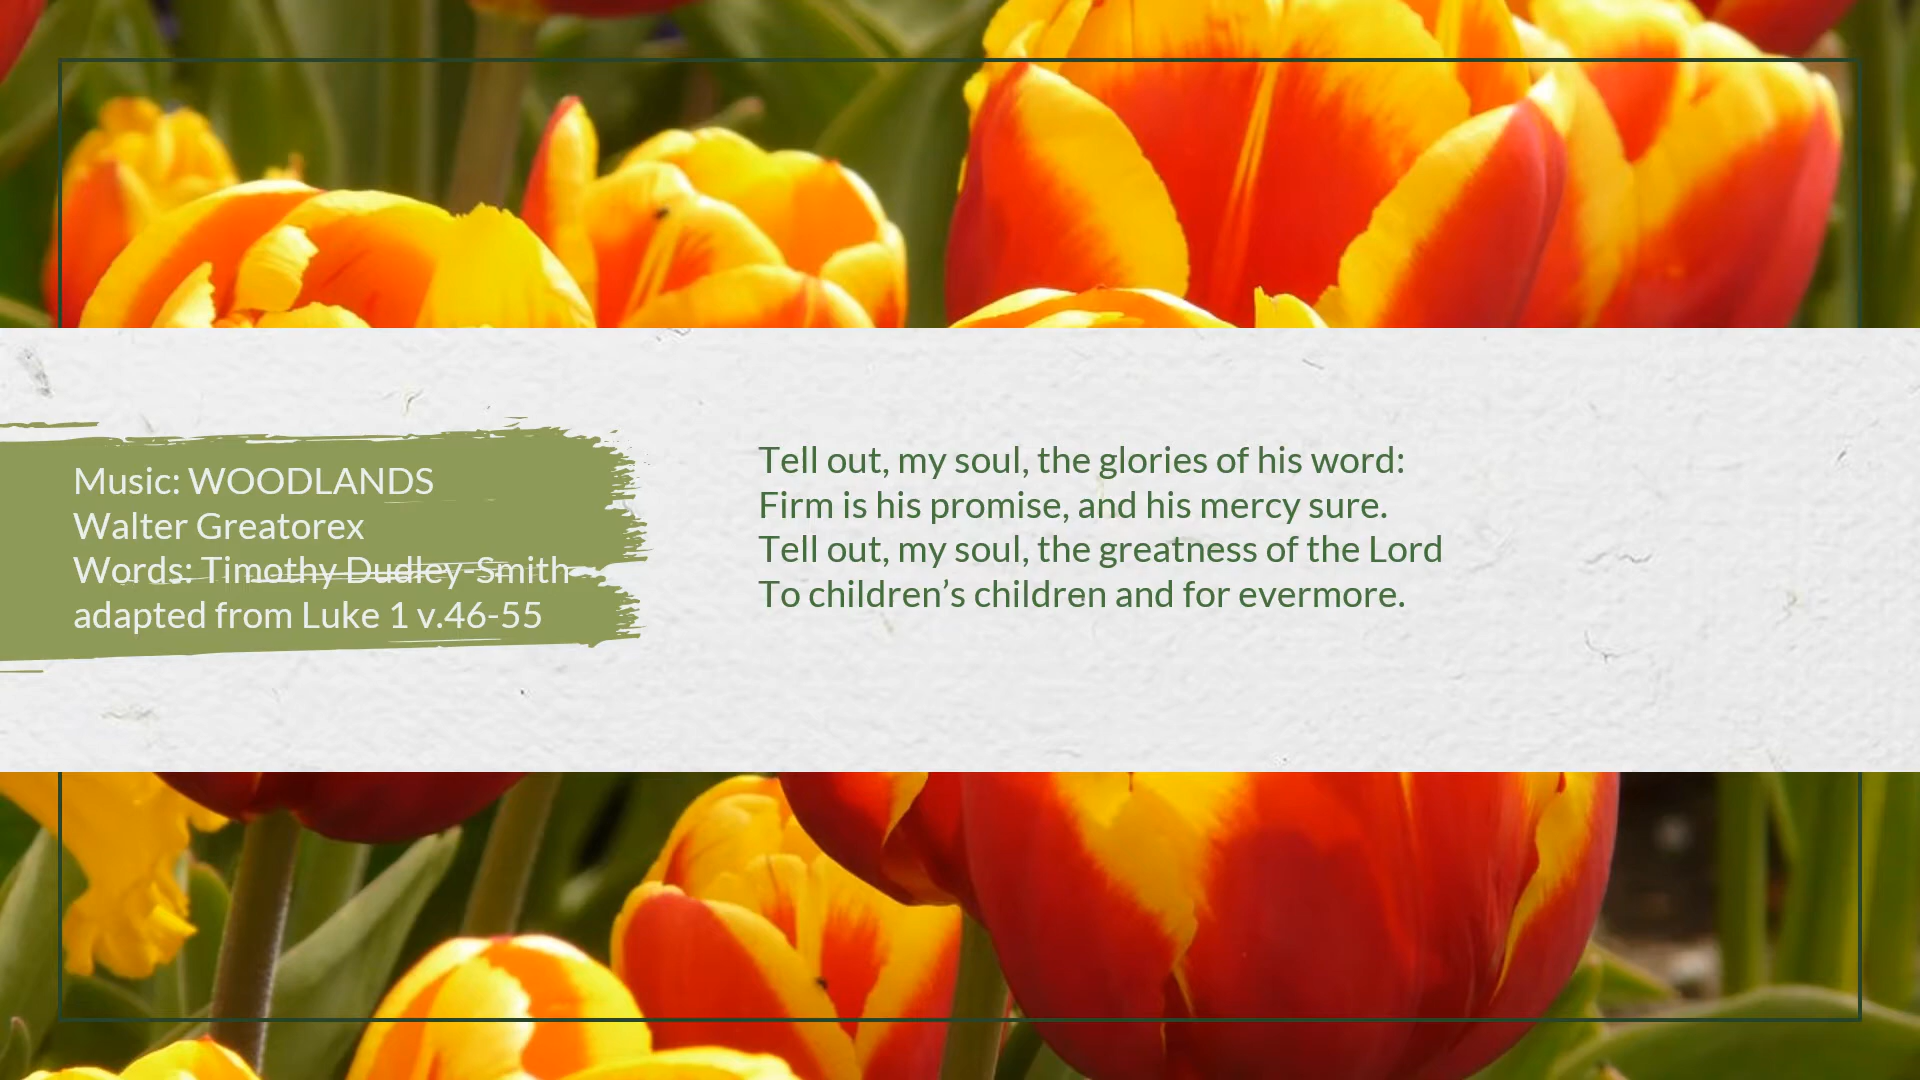 Music: WOODLANDS
Walter Greatorex
Words: Timothy Dudley-Smith
adapted from Luke 1 v.46-55
Tell out, my soul, the glories of his word:
Firm is his promise, and his mercy sure.
Tell out, my soul, the greatness of the Lord
To children’s children and for evermore.